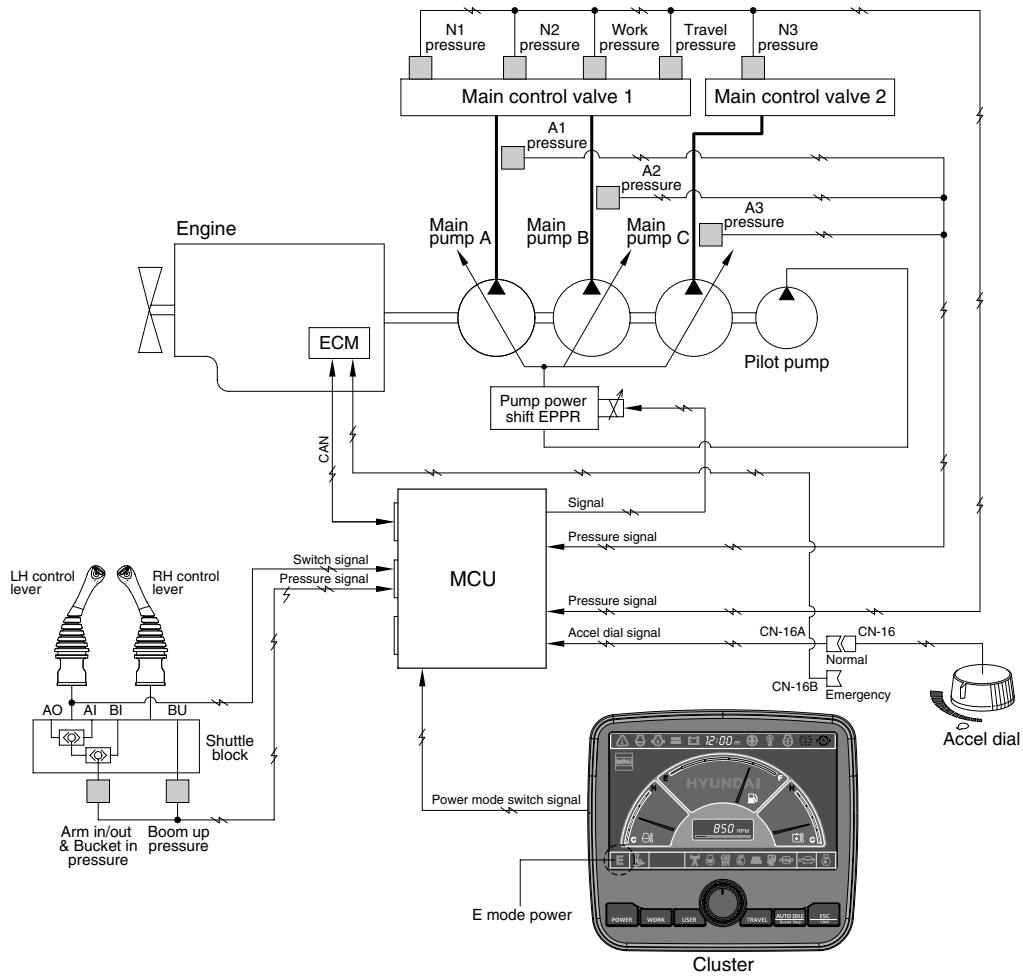 N1
pressure
N2
pressure
Work
pressure
Travel
pressure
N3
pressure
Main control valve 1
Main control valve 2
A1
pressure
A2
pressure
A3
pressure
Engine
Main
pump A
Main
pump B
Main
pump C
ECM
Pilot pump
Pump power
shift EPPR
CAN
Signal
Pressure signal
MCU
Switch signal
Pressure signal
LH control
lever
RH control
lever
Pressure signal
Accel dial signal
CN-16A
CN-16
Normal
CN-16B
Emergency
Accel dial
AO
AI
BI
BU
Shuttle
block
Arm in/out
& Bucket in
pressure
Boom up
pressure
Power mode switch signal
E mode power
12:00
MENU
HYUNDAI
E
F
H
H
C
C
850 RPM
E
POWER
WORK
USER
TRAVEL
AUTO IDLE
Buzzer Stop
ESC
CAM
Cluster